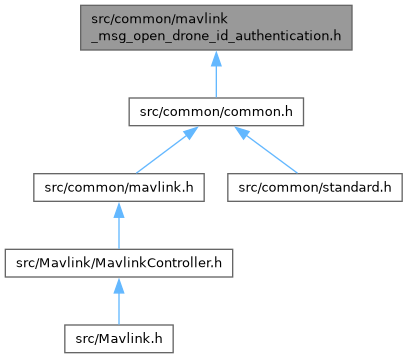 src/common/mavlink
_msg_open_drone_id_authentication.h
src/common/common.h
src/common/mavlink.h
src/common/standard.h
src/Mavlink/MavlinkController.h
src/Mavlink.h